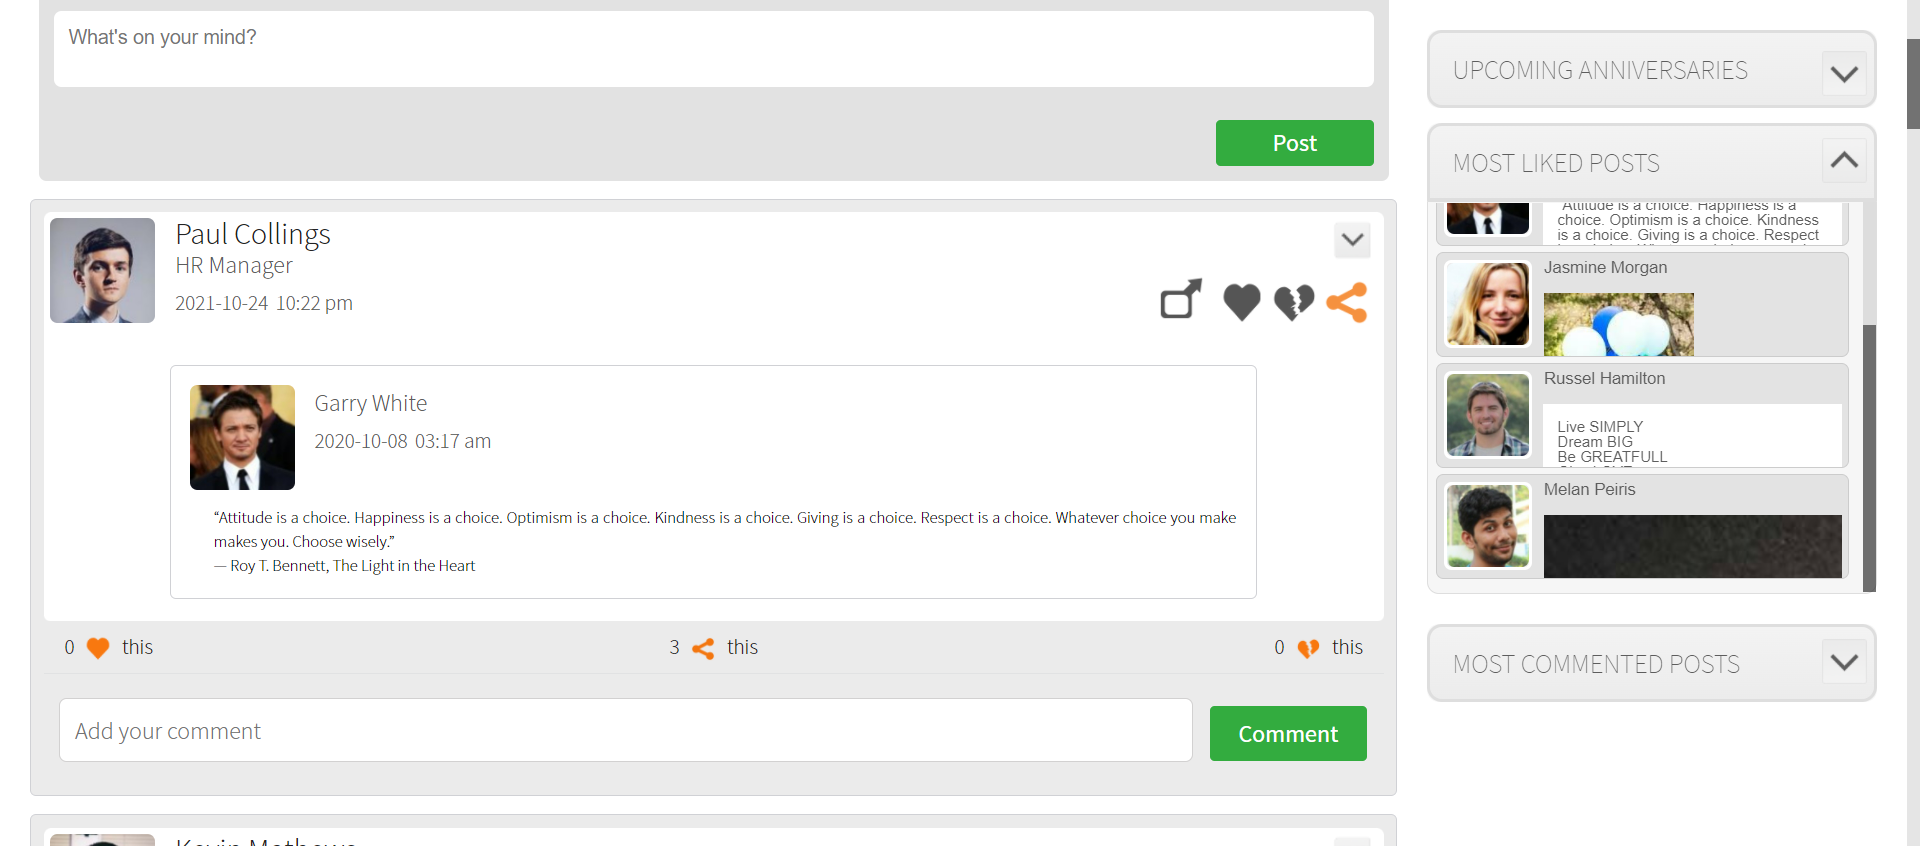 What's on your mind?
Post
Paul Collings
HR Manager
2021-10-24 10:22 pm
Garry White
2020-10-08 03:17 am
“Attitude is a choice. Happiness is a choice. Optimism is a choice. Kindness is a choice. Giving is a choice. Respect is a choice. Whatever choice you make
makes you. Choose wisely.”
— Roy T. Bennett, The Light in the Heart
0 this
3 this
0 this
Add your comment
Comment
Kevin Mathews
UPCOMING ANNIVERSARIES
MOST LIKED POSTS
Attitude is a choice. Happiness is a
choice. Optimism is a choice. Kindness
is a choice. Giving is a choice. Respect
Jasmine Morgan
Russel Hamilton
Live SIMPLY
Dream BIG
Be GREATFULL
Melan Peiris
MOST COMMENTED POSTS